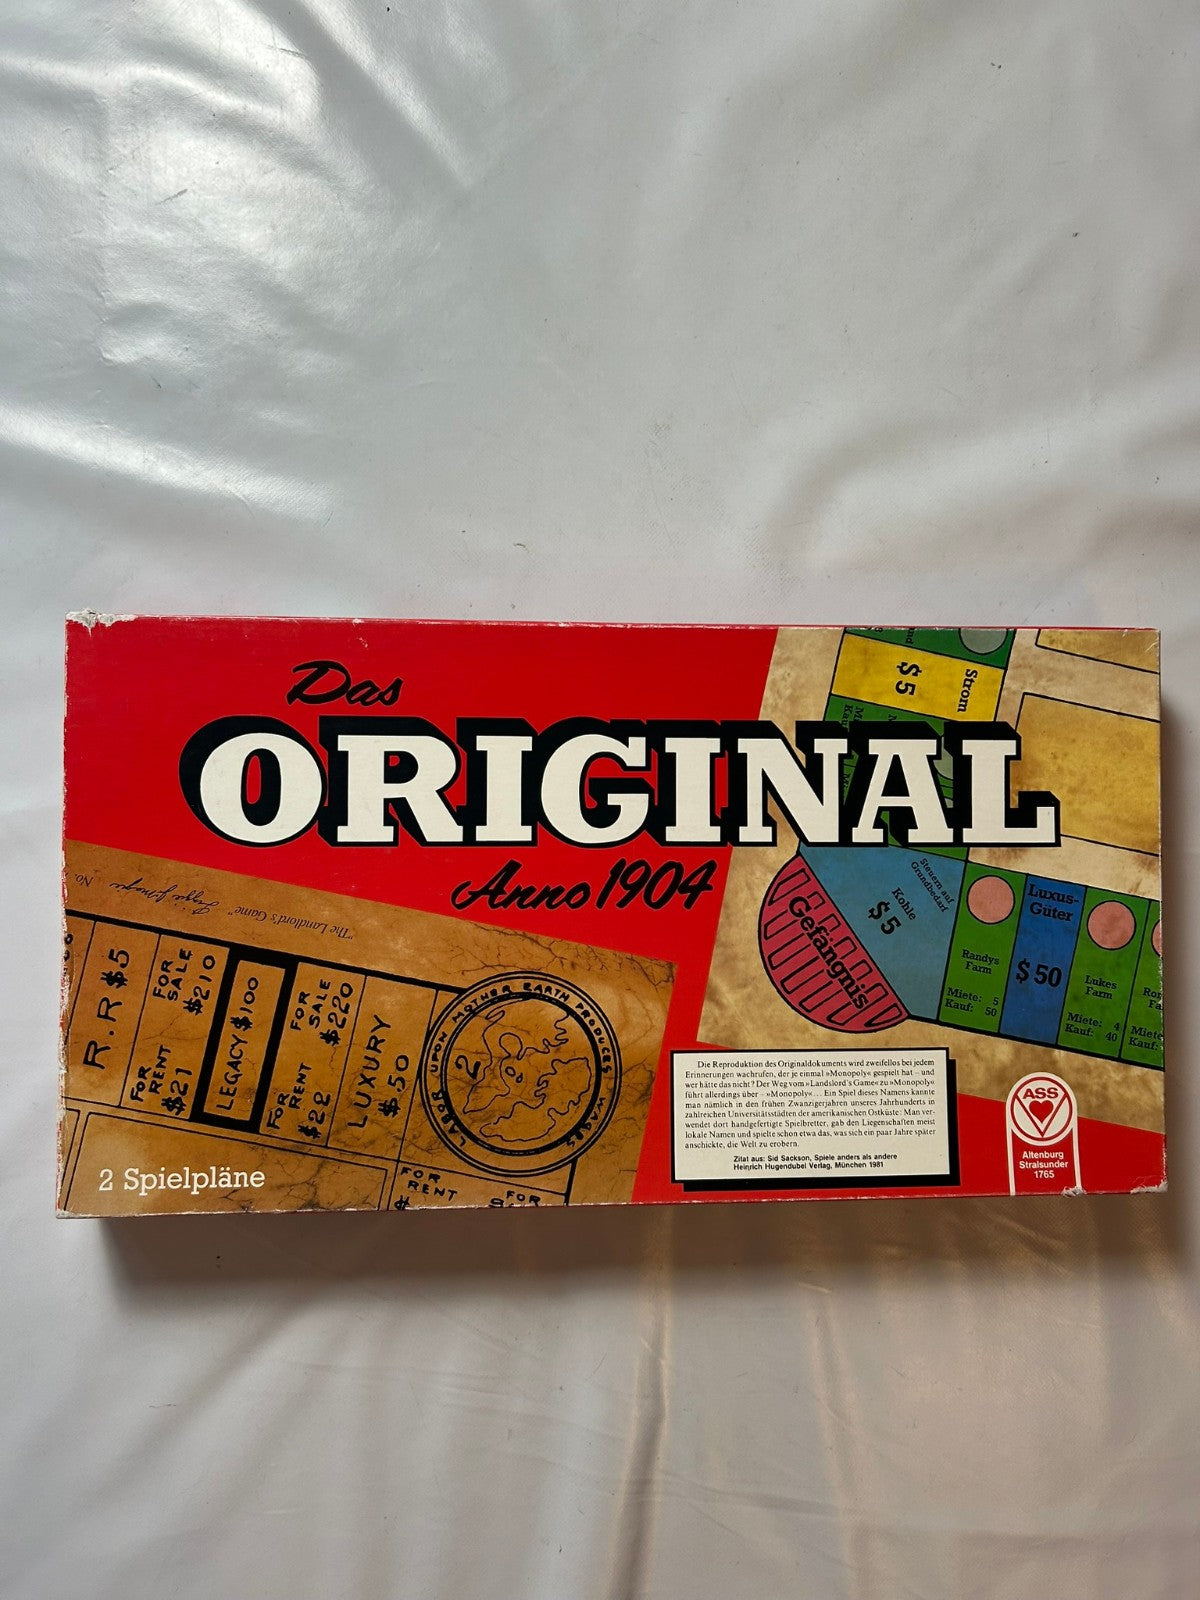 Das
ORIGINAL
Anno 1904
$5
Strom
Steuern auf
Grundbedarf
Kohle
$5
Gefängnis
Randys
Farm
Miete: 5
Kauf: 50
Luxus-
Güter
$50
Lukes
Farm
Miete: 4
Kauf: 40
Miete
Kauf:
"The Landlord's Game"
R.R $5
FOR
SALE
$210
FOR
RENT
$21
LEGACY $100
FOR
SALE
$220
FOR
RENT
$22
LUXURY
$50
LABOR UPON MOTHER EARTH PRODUCES WAGES
2
FOR
RENT
$
FOR
2 Spielpläne
Die Reproduktion des Originaldokuments wird zweifellos bei jedem
Erinnerungen wachrufen, der je einmal »Monopoly« gespielt hat – und
wer hätte das nicht? Der Weg vom »Landslord's Game« zu »Monopoly«
führt allerdings über – »Monopoly«... Ein Spiel dieses Namens kannte
man nämlich in den frühen Zwanzigerjahren unseres Jahrhunderts in
zahlreichen Universitätsstädten der amerikanischen Ostküste: Man ver-
wendet dort handgefertigte Spielbretter, gab den Liegenschaften meist
lokale Namen und spielte schon etwa das, was sich ein paar Jahre später
anschickte, die Welt zu erobern.
Zitat aus: Sid Sackson, Spiele anders als andere
Heinrich Hugendubel Verlag, München 1981
ASS
Altenburg
Stralsunder
1765